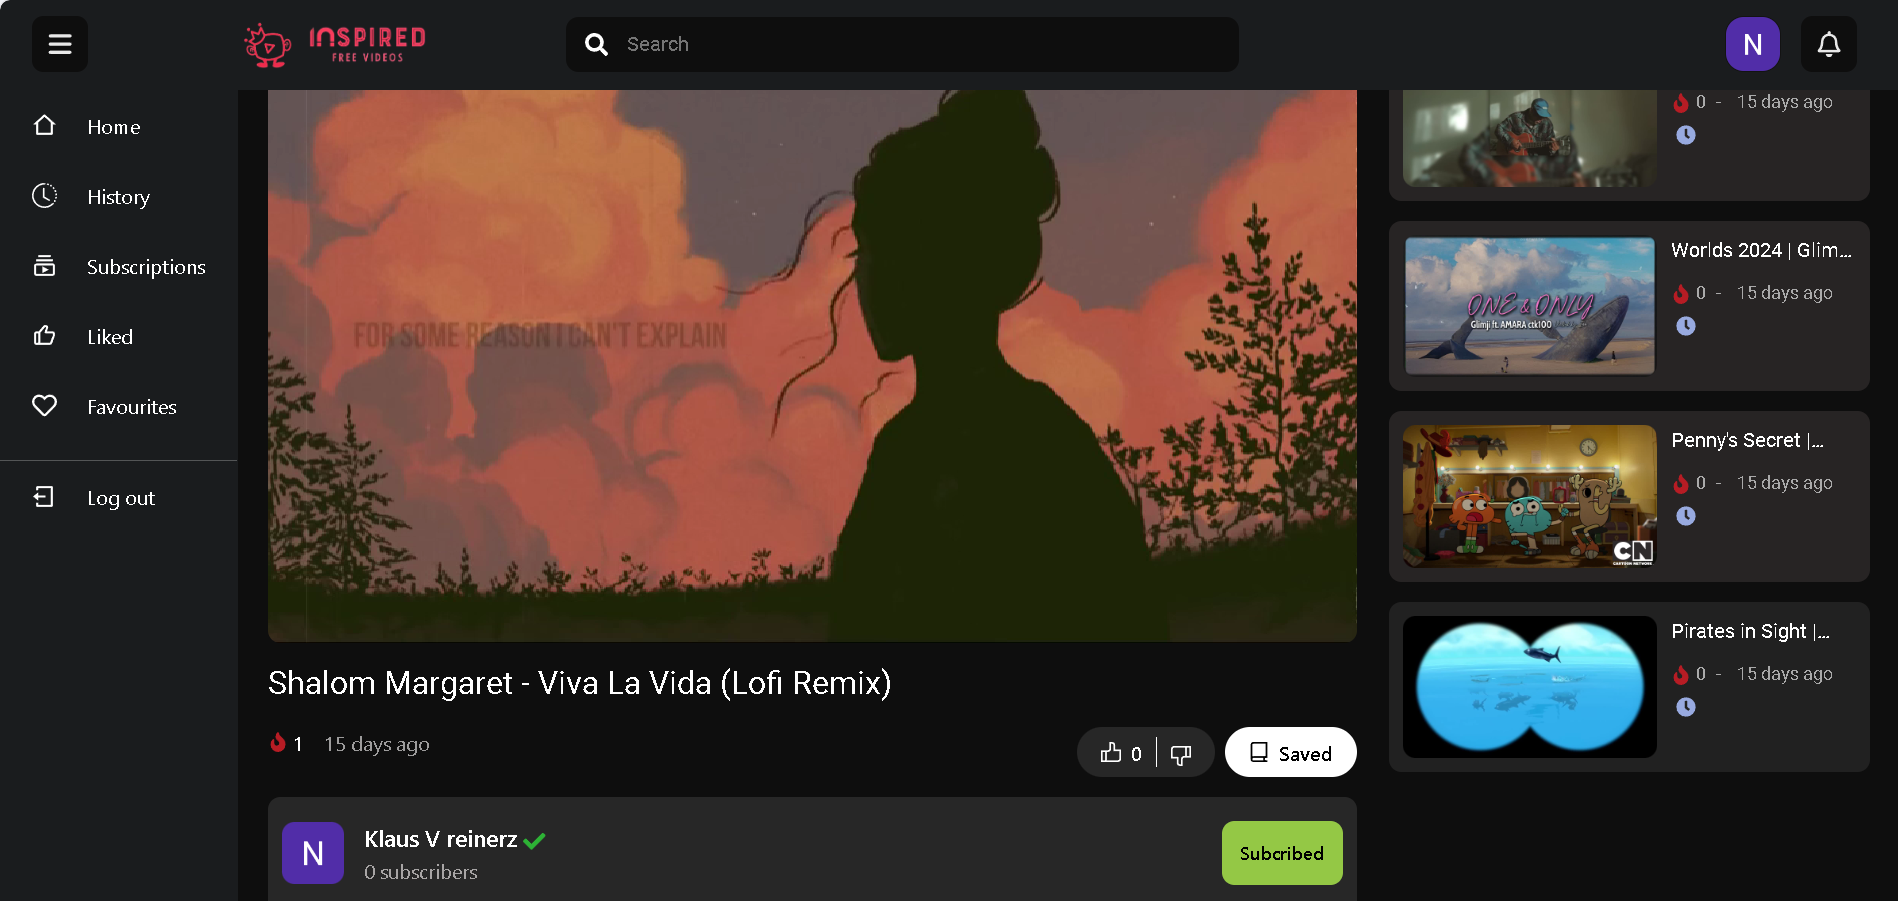 INSPIRED
FREE VIDEOS
Search
N
Home
History
Subscriptions
Liked
Favourites
Log out
FOR SOME REASON I CAN'T EXPLAIN
Shalom Margaret - Viva La Vida (Lofi Remix)
1 15 days ago
0
Saved
N
Klaus V reinerz
0 subscribers
Subcribed
0 - 15 days ago
ONE & ONLY
Glimji ft. AMARA ctk100
Worlds 2024 | Glim...
0 - 15 days ago
CN
CARTOON NETWORK
Penny's Secret |...
0 - 15 days ago
Pirates in Sight |...
0 - 15 days ago